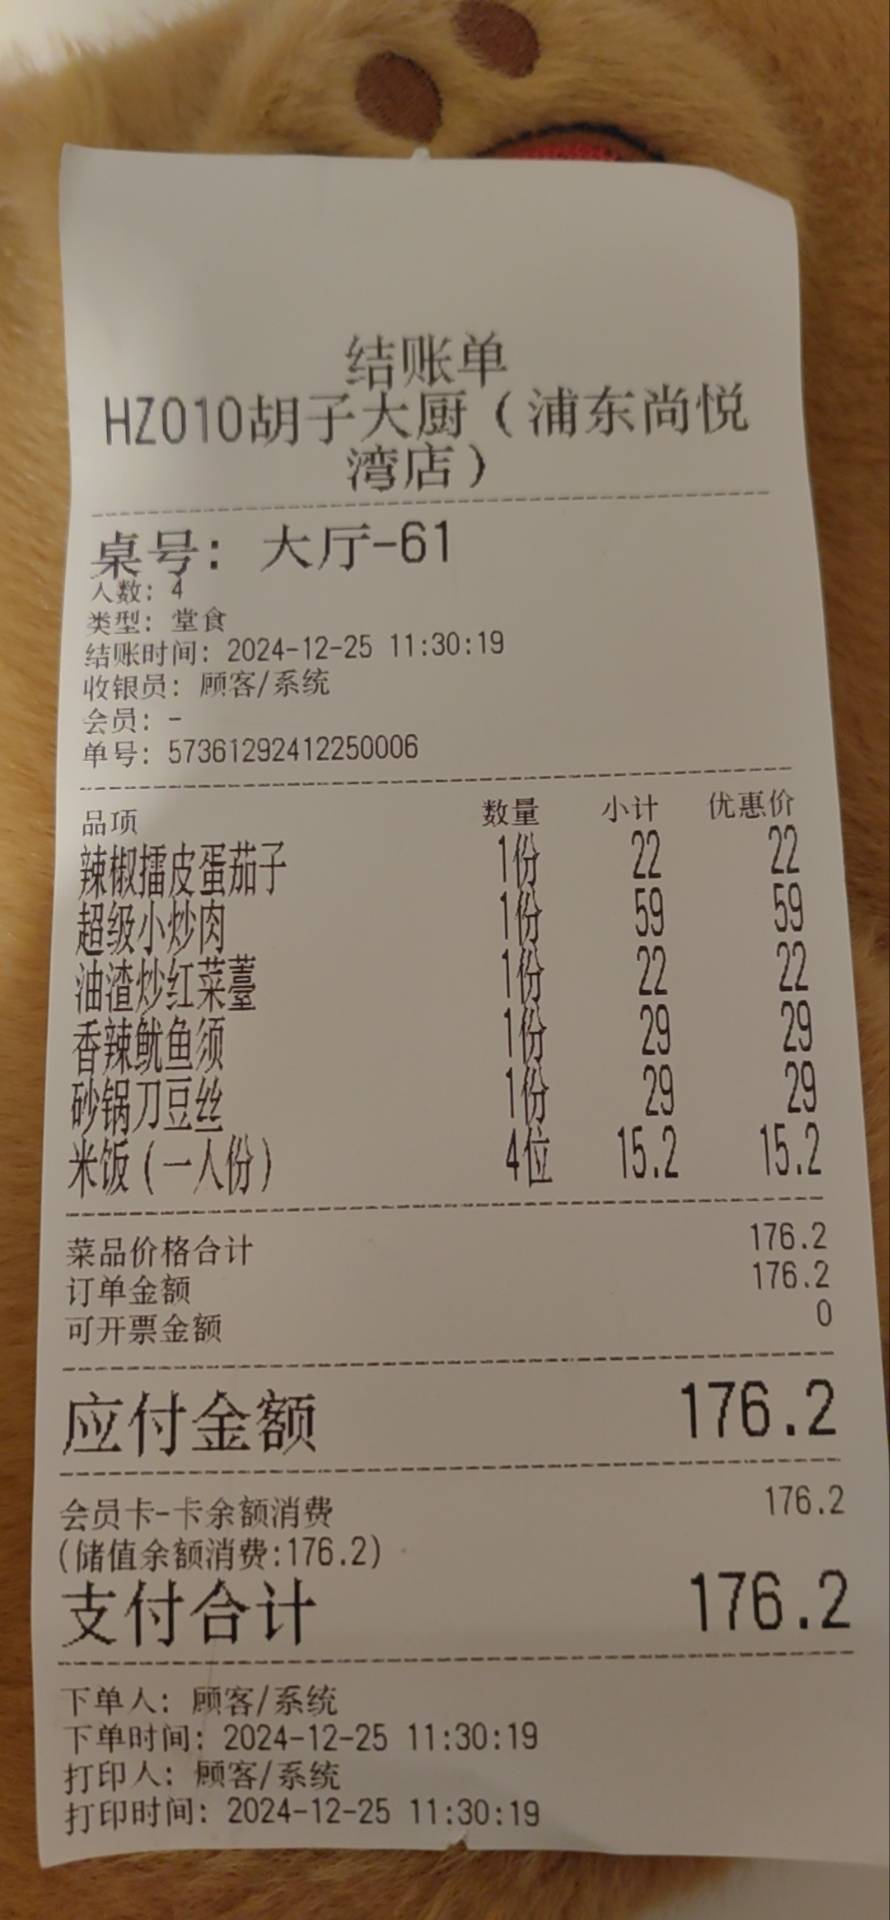 结账单
HZ010胡子大厨（浦东尚悦
湾店）
桌号：大厅-61
人数：4
类型：堂食
结账时间：2024-12-25 11:30:19
收银员：顾客/系统
会员：-
单号：57361292412250006
品项 数量 小计 优惠价
辣椒擂皮蛋茄子 1份 22 22
超级小炒肉 1份 59 59
油渣炒红菜薹 1份 22 22
香辣鱿鱼须 1份 29 29
砂锅刀豆丝 1份 29 29
米饭（一人份） 4位 15.2 15.2
菜品价格合计 176.2
订单金额 176.2
可开票金额 0
应付金额 176.2
会员卡-卡余额消费 176.2
(储值余额消费:176.2)
支付合计 176.2
下单人：顾客/系统
下单时间：2024-12-25 11:30:19
打印人：顾客/系统
打印时间：2024-12-25 11:30:19